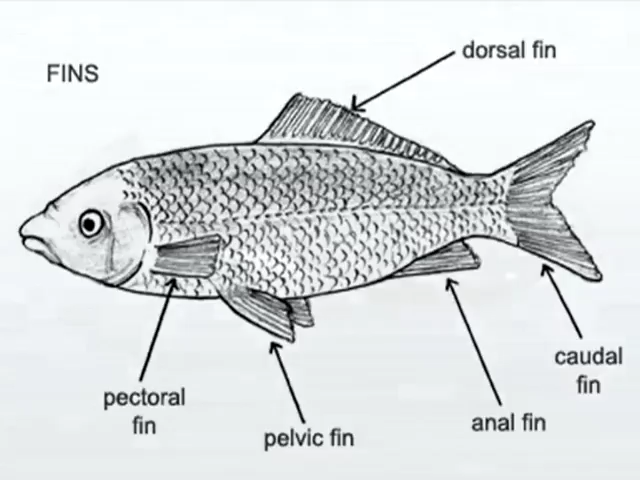 FINS
dorsal fin
caudal
fin
pectoral
fin
pelvic fin
anal fin